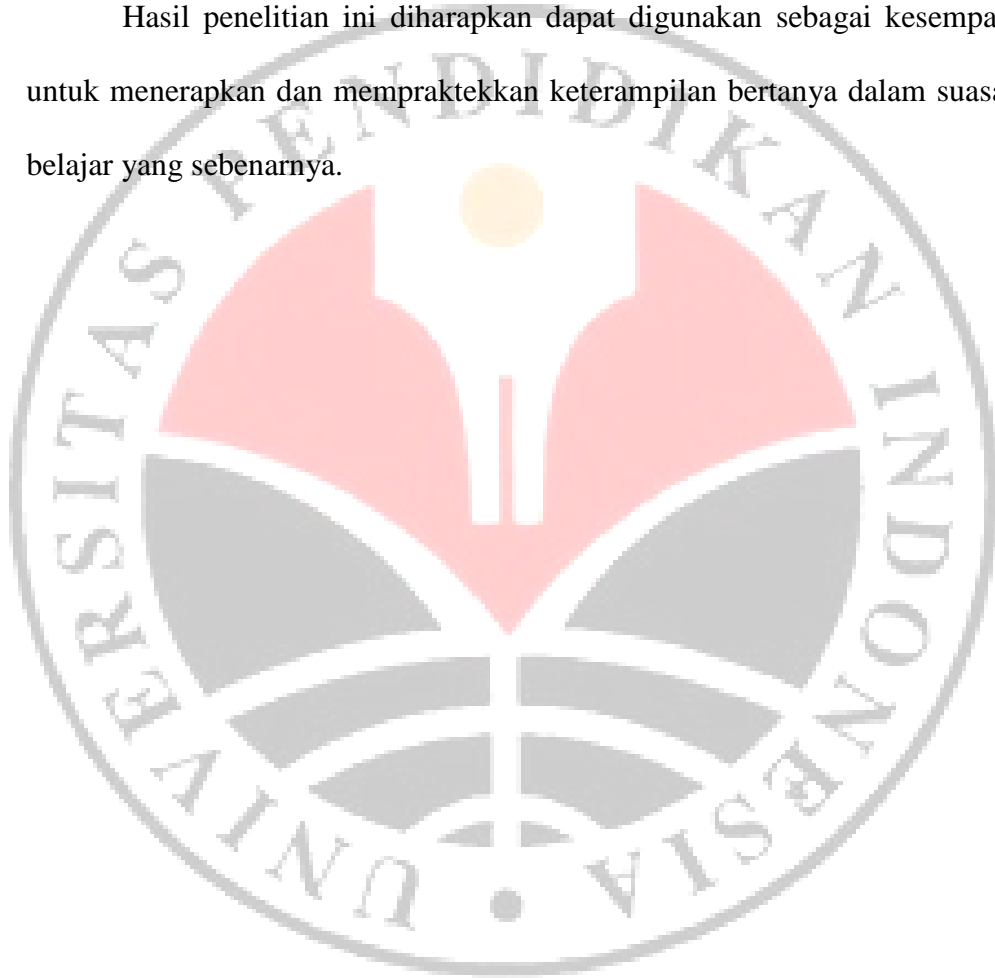 Hasil penelitian ini diharapkan dapat digunakan sebagai kesempa
untuk menerapkan dan mempraktekkan keterampilan bertanya dalam suasa
belajar yang sebenarnya.
UNIVERSITAS PENDIDIKAN INDONESIA